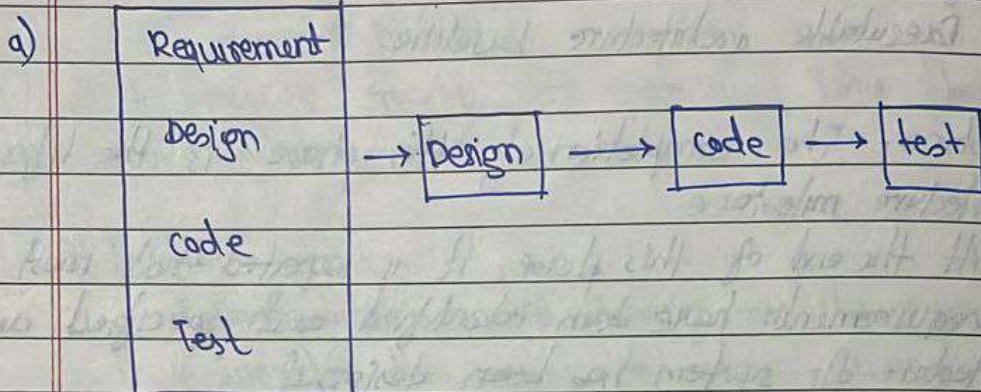 a) Requirement
Design → Design → code → test
code
Test